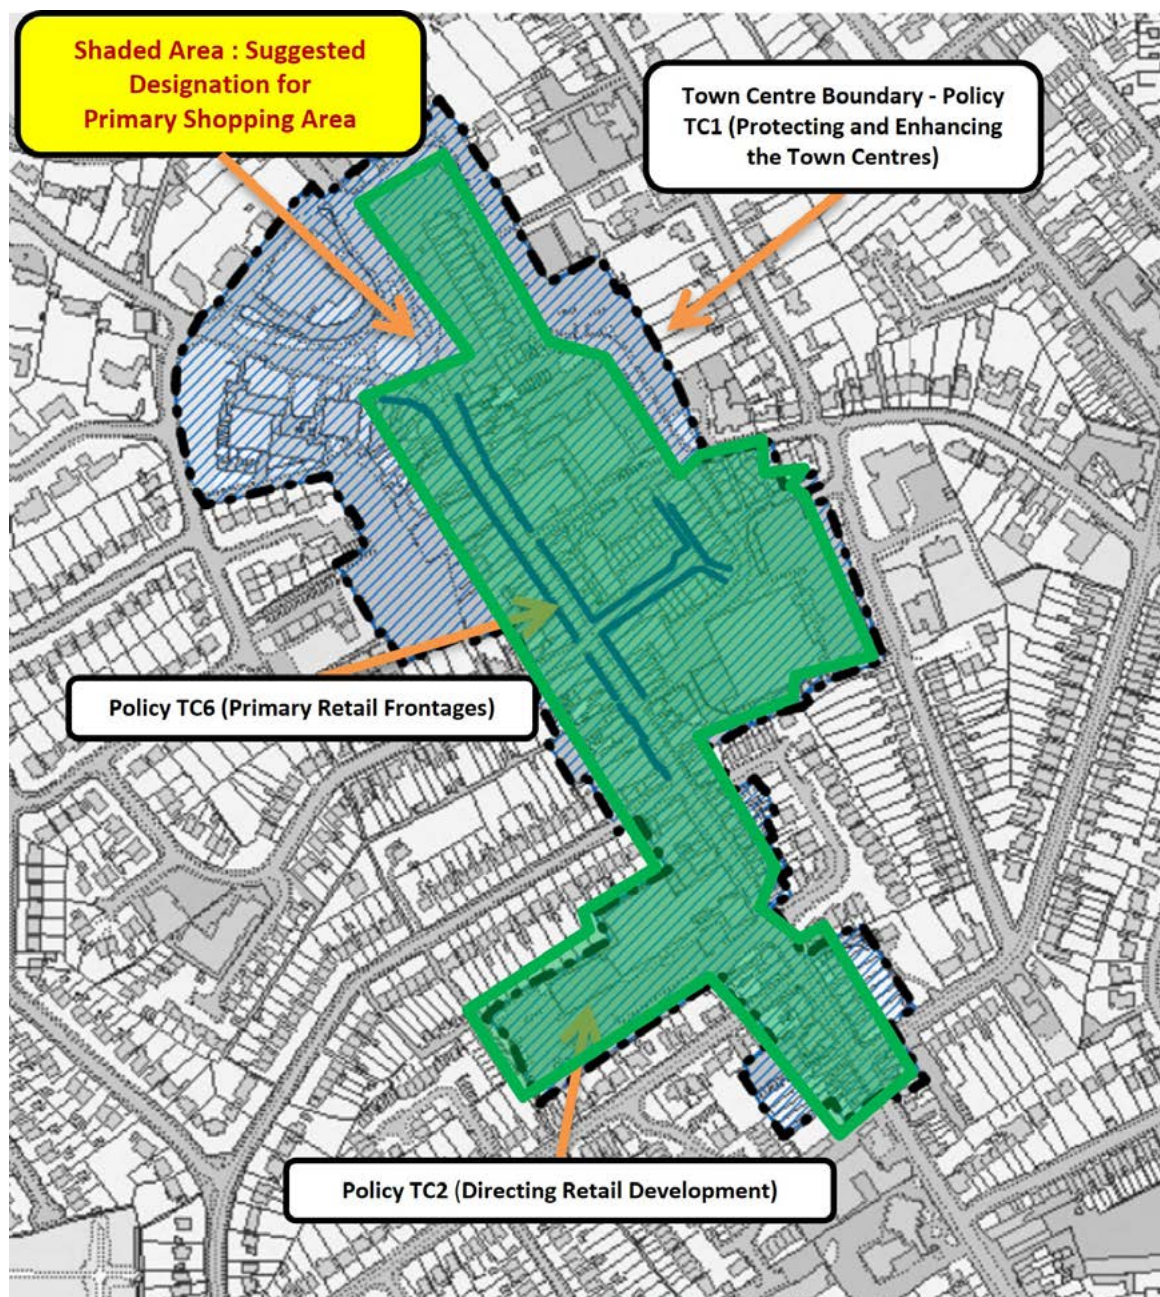 Shaded Area : Suggested
Designation for
Primary Shopping Area
Town Centre Boundary - Policy
TC1 (Protecting and Enhancing
the Town Centres)
Policy TC6 (Primary Retail Frontages)
Policy TC2 (Directing Retail Development)